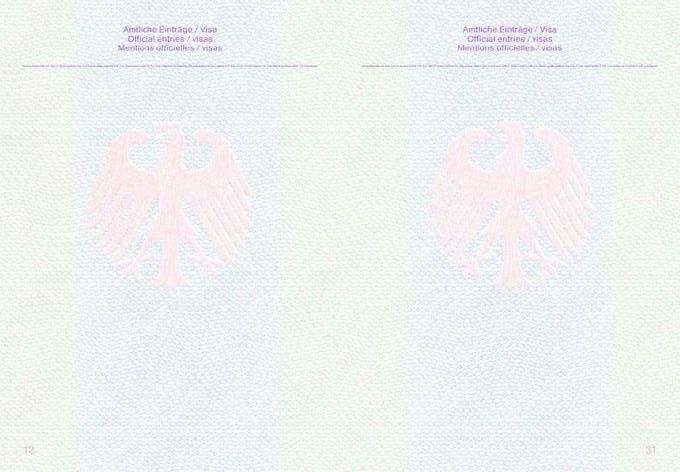 Amtliche Einträge / Visa
Official entries / visas
Mentions officielles / visas
Amtliche Einträge / Visa
Official entries / visas
Mentions officielles / visas
12
31